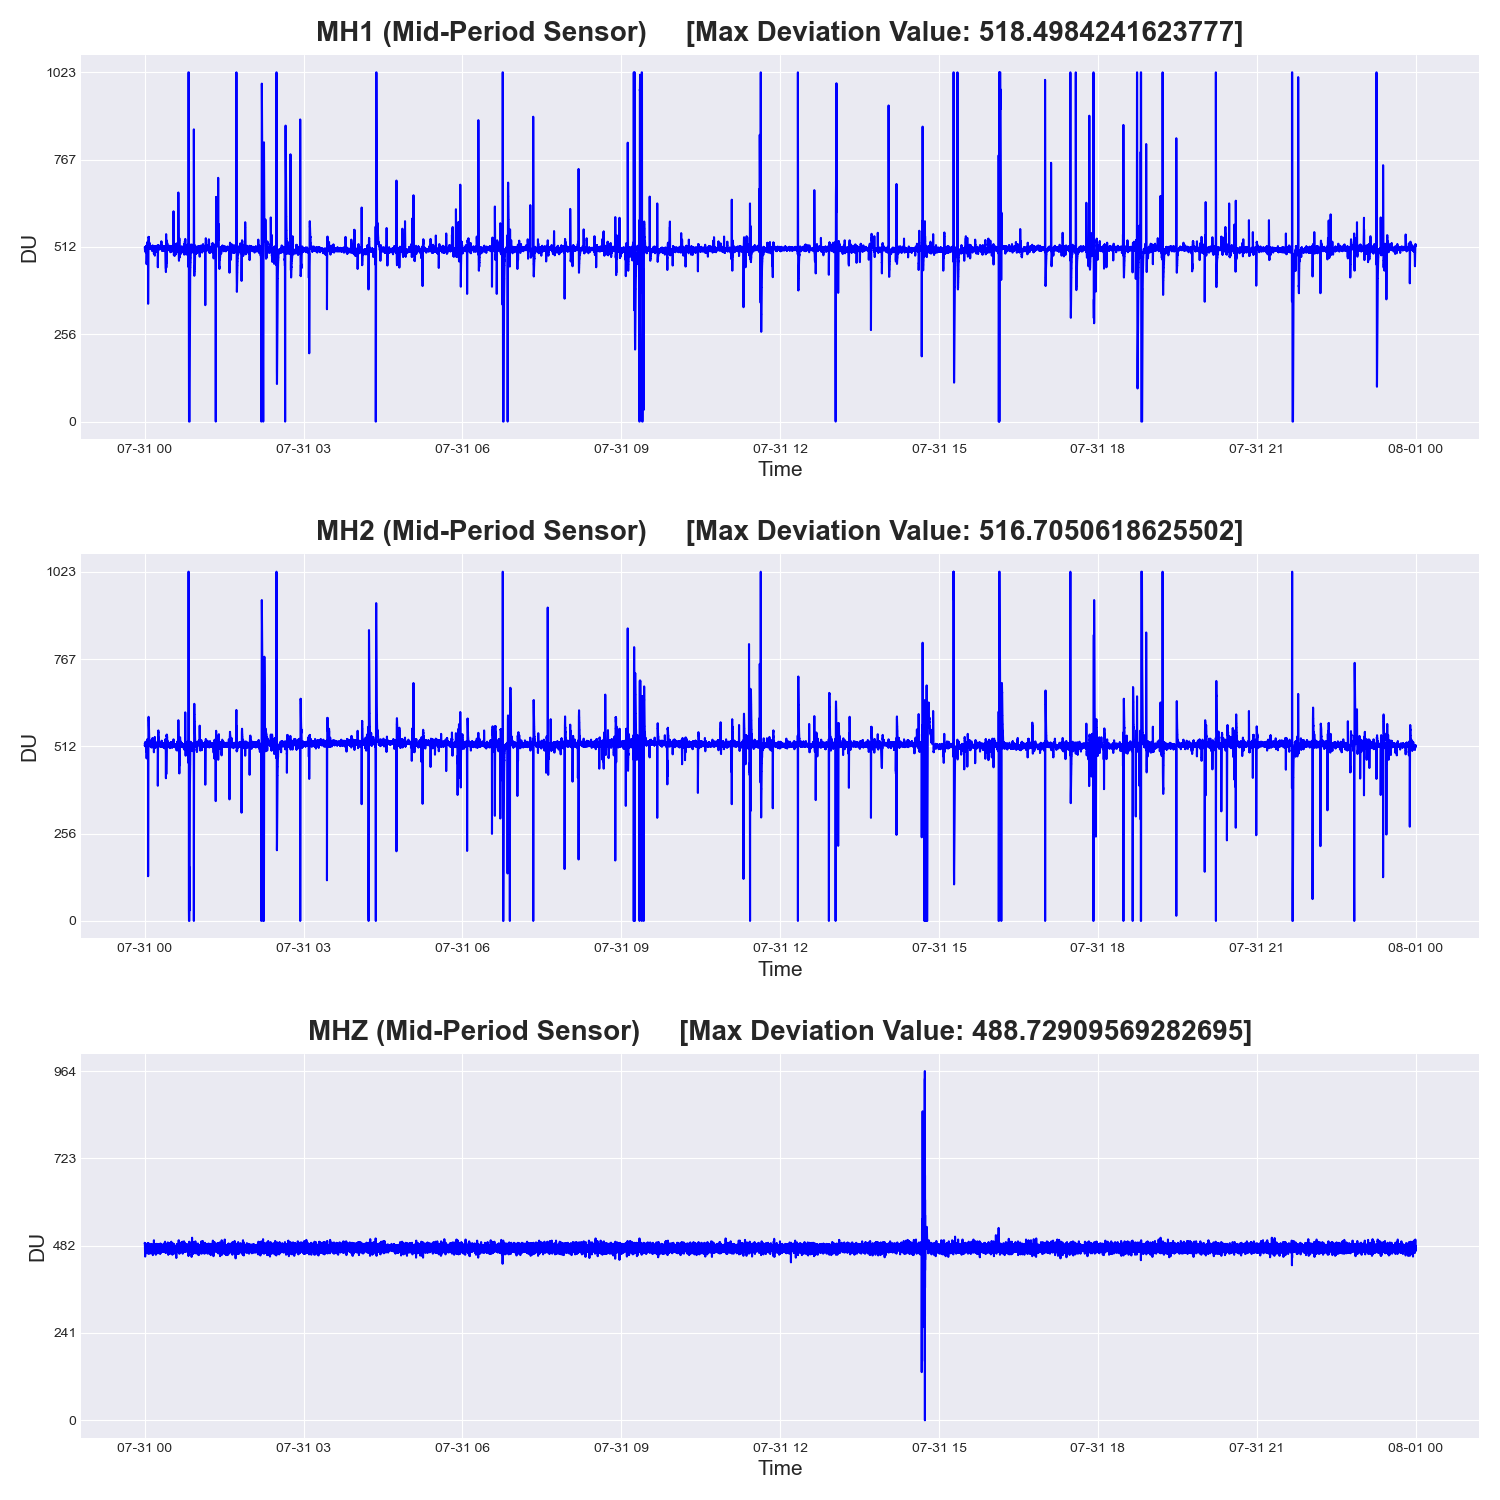 MH1 (Mid-Period Sensor) [Max Deviation Value: 518.4984241623777]
1023
767
512
256
0
DU
07-31 00 07-31 03 07-31 06 07-31 09 07-31 12 07-31 15 07-31 18 07-31 21 08-01 00
Time
MH2 (Mid-Period Sensor) [Max Deviation Value: 516.7050618625502]
1023
767
512
256
0
DU
07-31 00 07-31 03 07-31 06 07-31 09 07-31 12 07-31 15 07-31 18 07-31 21 08-01 00
Time
MHZ (Mid-Period Sensor) [Max Deviation Value: 488.72909569282695]
964
723
482
241
0
DU
07-31 00 07-31 03 07-31 06 07-31 09 07-31 12 07-31 15 07-31 18 07-31 21 08-01 00
Time